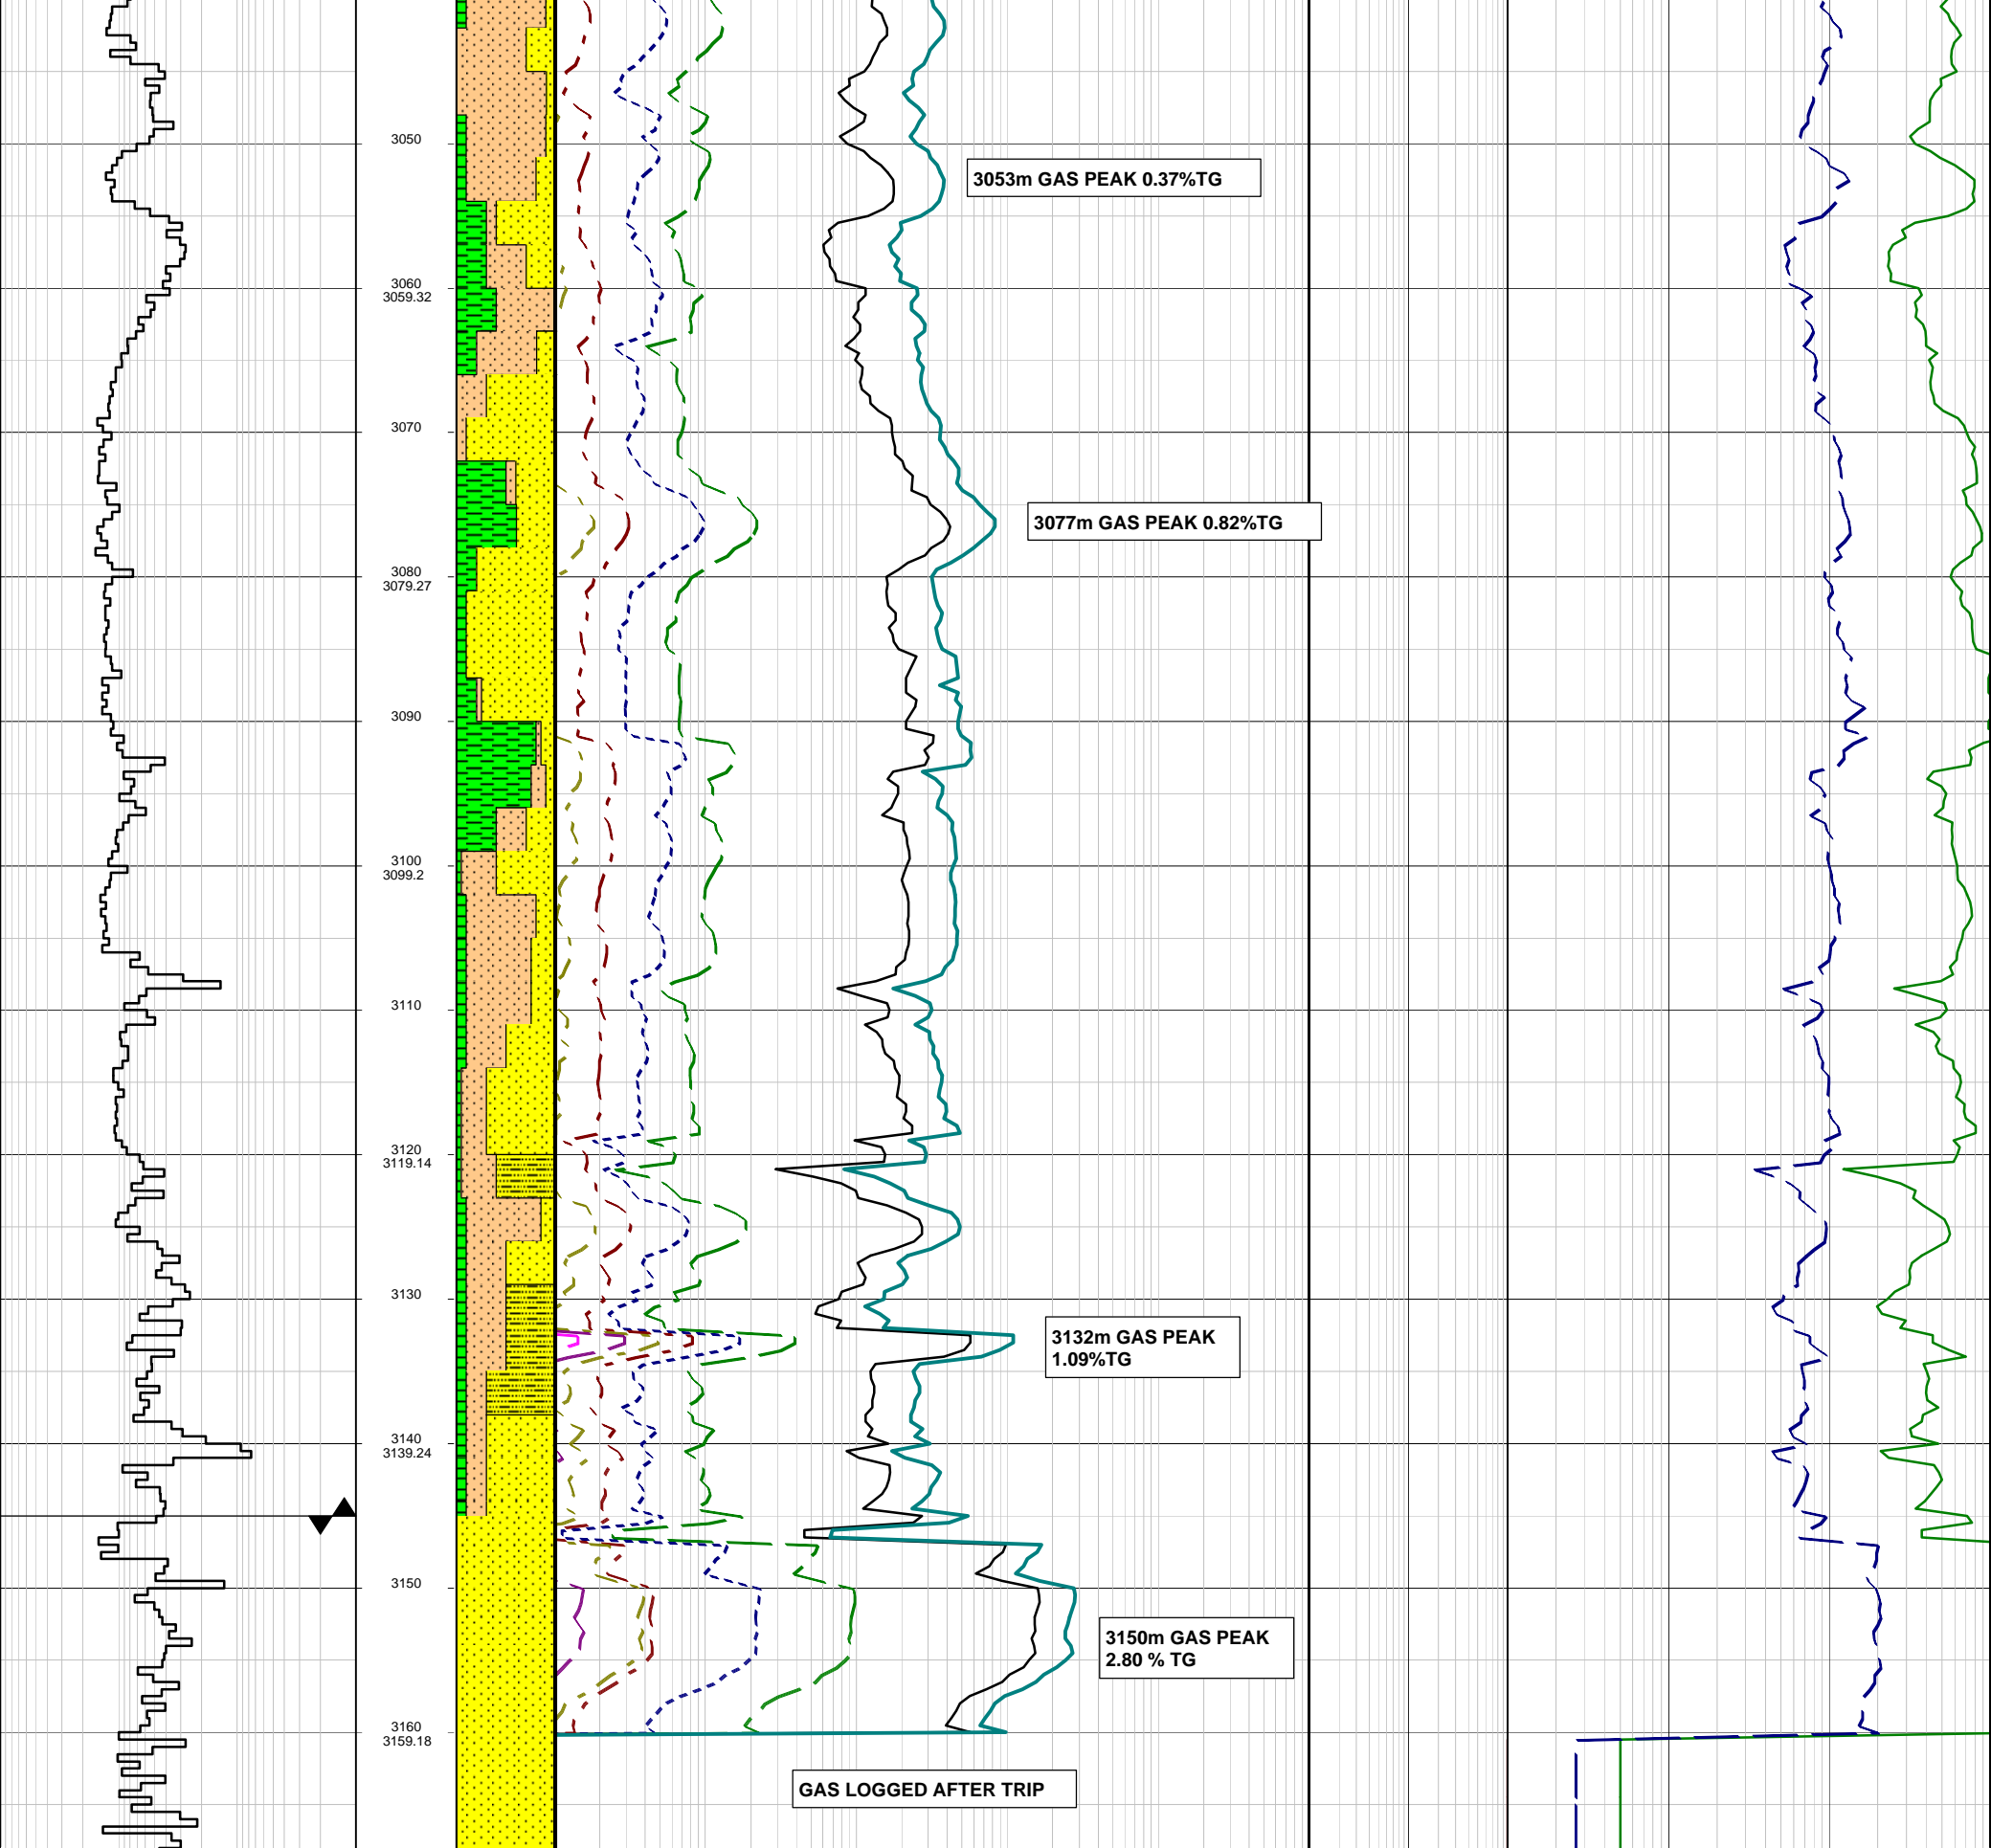 3050
3053m GAS PEAK 0.37%TG
3060
3059.32
3070
3077m GAS PEAK 0.82%TG
3080
3079.27
3090
3100
3099.2
3110
3120
3119.14
3130
3132m GAS PEAK
1.09%TG
3140
3139.24
3150
3150m GAS PEAK
2.80 % TG
3160
3159.18
GAS LOGGED AFTER TRIP